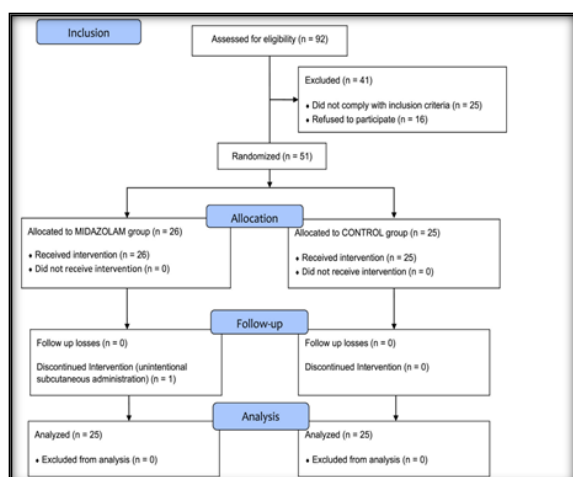 Inclusion
Assessed for eligibility (n = 92)
Excluded (n = 41)
♦ Did not comply with inclusion criteria (n = 25)
♦ Refused to participate (n = 16)
Randomized (n = 51)
Allocation
Allocated to MIDAZOLAM group (n = 26)
♦ Received intervention (n = 26)
♦ Did not receive intervention (n = 0)
Allocated to CONTROL group (n = 25)
♦ Received intervention (n = 25)
♦ Did not receive intervention (n = 0)
Follow-up
Follow up losses (n = 0)
Discontinued Intervention (unintentional
subcutaneous administration) (n = 1)
Follow up losses (n = 0)
Discontinued Intervention (n = 0)
Analysis
Analyzed (n = 25)
♦ Excluded from analysis (n = 0)
Analyzed (n = 25)
♦ Excluded from analysis (n = 0)